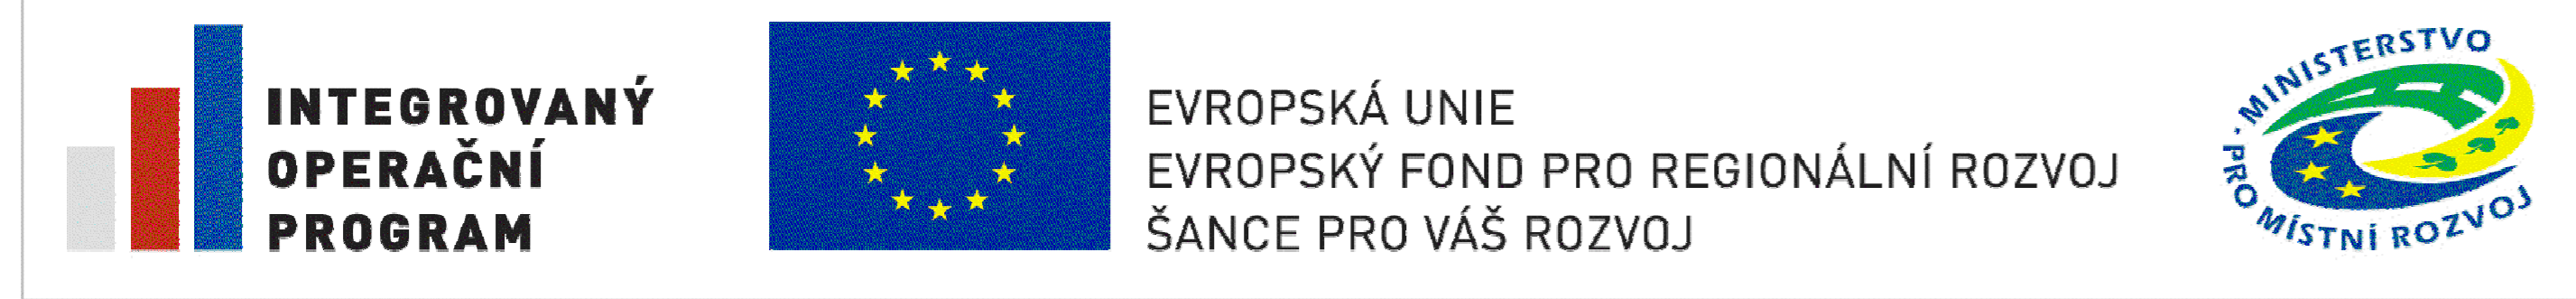 INTEGROVANÝ
OPERAČNÍ
PROGRAM
EVROPSKÁ UNIE
EVROPSKÝ FOND PRO REGIONÁLNÍ ROZVOJ
ŠANCE PRO VÁŠ ROZVOJ
MINISTERSTVO
PRO MÍSTNÍ ROZVOJ